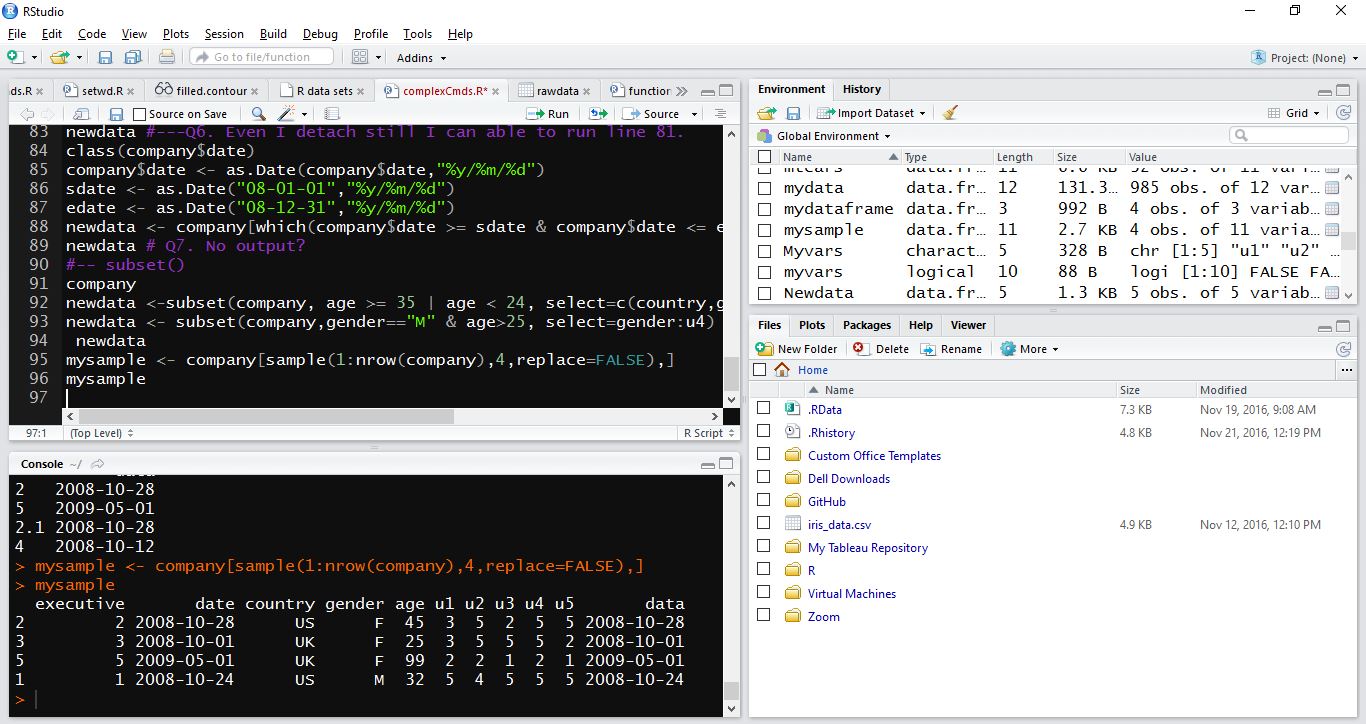 RStudio
File Edit Code View Plots Session Build Debug Profile Tools Help
Go to file/function Addins Project: (None)
ds.R setwd.R filled.contour R data sets complexCmds.R* rawdata function
Source on Save Run Source
83 newdata #---Q6. Even I detach still I can able to run line 81.
84 class(company$date)
85 company$date <- as.Date(company$date,"%y/%m/%d")
86 sdate <- as.Date("08-01-01","%y/%m/%d")
87 edate <- as.Date("08-12-31","%y/%m/%d")
88 newdata <- company[which(company$date >= sdate & company$date <= e
89 newdata # Q7. No output?
90 #-- subset()
91 company
92 newdata <-subset(company, age >= 35 | age < 24, select=c(country,g
93 newdata <- subset(company,gender=="M" & age>25, select=gender:u4)
94  newdata
95 mysample <- company[sample(1:nrow(company),4,replace=FALSE),]
96 mysample
97
97:1 (Top Level) R Script
Console ~/
2 2008-10-28
5 2009-05-01
2.1 2008-10-28
4 2008-10-12
> mysample <- company[sample(1:nrow(company),4,replace=FALSE),]
> mysample
executive date country gender age u1 u2 u3 u4 u5 data
2 2 2008-10-28 US F 45 3 5 2 5 5 2008-10-28
3 3 2008-10-01 UK F 25 3 5 5 5 2 2008-10-01
5 5 2009-05-01 UK F 99 2 2 1 2 1 2009-05-01
1 1 2008-10-24 US M 32 5 4 5 5 5 2008-10-24
>
Environment History
Import Dataset Grid
Global Environment
Name Type Length Size Value
mtcars data.fr… 11
mydata data.fr… 12 131.3… 985 obs. of 12 var…
mydataframe data.fr… 3 992 B 4 obs. of 3 variab…
mysample data.fr… 11 2.7 KB 4 obs. of 11 varia…
Myvars charact… 5 328 B chr [1:5] "u1" "u2" …
myvars logical 10 88 B logi [1:10] FALSE FA…
Newdata data.fr… 5 1.3 KB 5 obs. of 5 variab…
Files Plots Packages Help Viewer
New Folder Delete Rename More
Home ...
Name Size Modified
.RData 7.3 KB Nov 19, 2016, 9:08 AM
.Rhistory 4.8 KB Nov 21, 2016, 12:19 PM
Custom Office Templates
Dell Downloads
GitHub
iris_data.csv 4.9 KB Nov 12, 2016, 12:10 PM
My Tableau Repository
R
Virtual Machines
Zoom